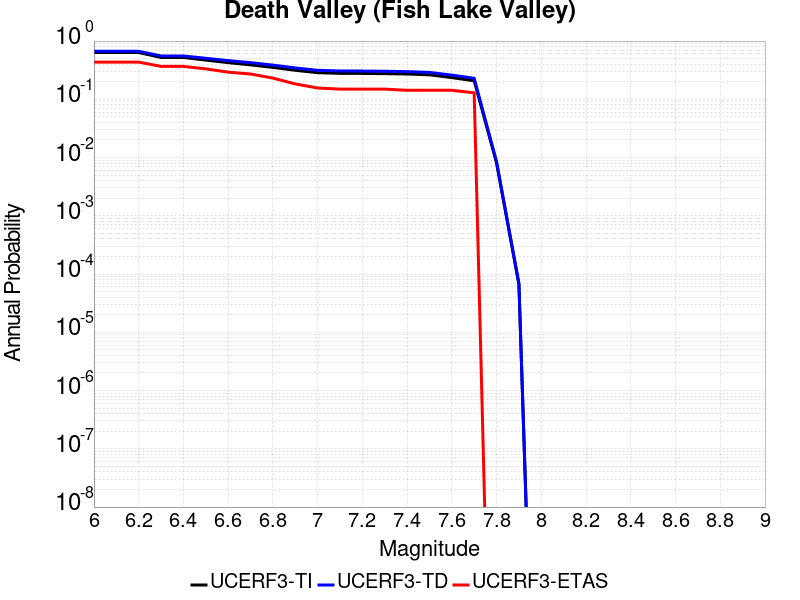 Death Valley (Fish Lake Valley)
10^0
10^-1
10^-2
10^-3
10^-4
10^-5
10^-6
10^-7
10^-8
Annual Probability
6 6.2 6.4 6.6 6.8 7 7.2 7.4 7.6 7.8 8 8.2 8.4 8.6 8.8 9
Magnitude
UCERF3-TI UCERF3-TD UCERF3-ETAS